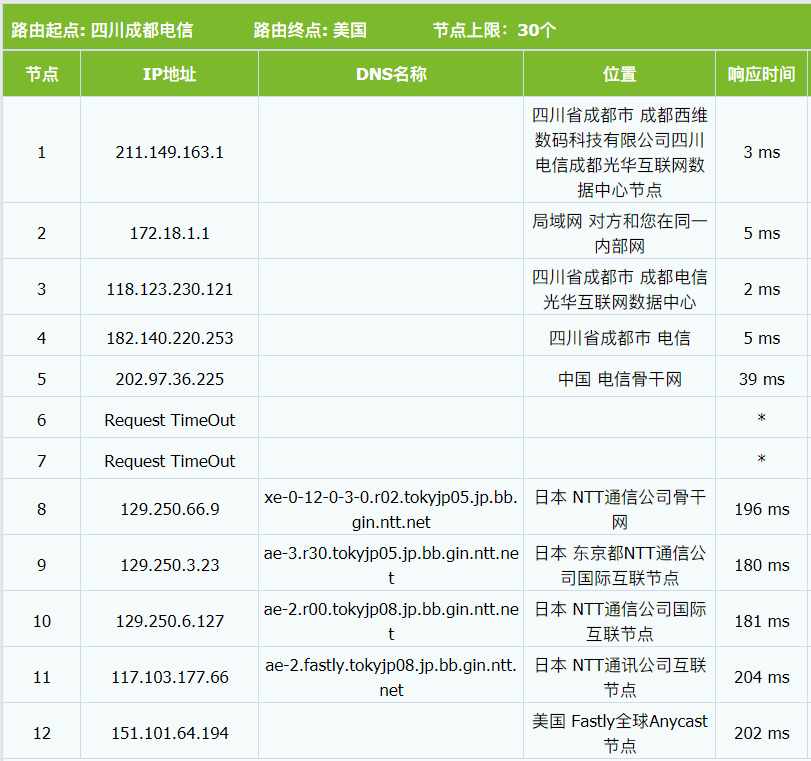 路由起点: 四川成都电信 路由终点: 美国 节点上限：30个
节点 IP地址 DNS名称 位置 响应时间
1 211.149.163.1 四川省成都市 成都西维数码科技有限公司四川电信成都光华互联网数据中心节点 3 ms
2 172.18.1.1 局域网 对方和您在同一内部网 5 ms
3 118.123.230.121 四川省成都市 成都电信光华互联网数据中心 2 ms
4 182.140.220.253 四川省成都市 电信 5 ms
5 202.97.36.225 中国 电信骨干网 39 ms
6 Request TimeOut *
7 Request TimeOut *
8 129.250.66.9 xe-0-12-0-3-0.r02.tokyjp05.jp.bb.gin.ntt.net 日本 NTT通信公司骨干网 196 ms
9 129.250.3.23 ae-3.r30.tokyjp05.jp.bb.gin.ntt.net 日本 东京都NTT通信公司国际互联节点 180 ms
10 129.250.6.127 ae-2.r00.tokyjp08.jp.bb.gin.ntt.net 日本 NTT通信公司国际互联节点 181 ms
11 117.103.177.66 ae-2.fastly.tokyjp08.jp.bb.gin.ntt.net 日本 NTT通讯公司互联节点 204 ms
12 151.101.64.194 美国 Fastly全球Anycast节点 202 ms